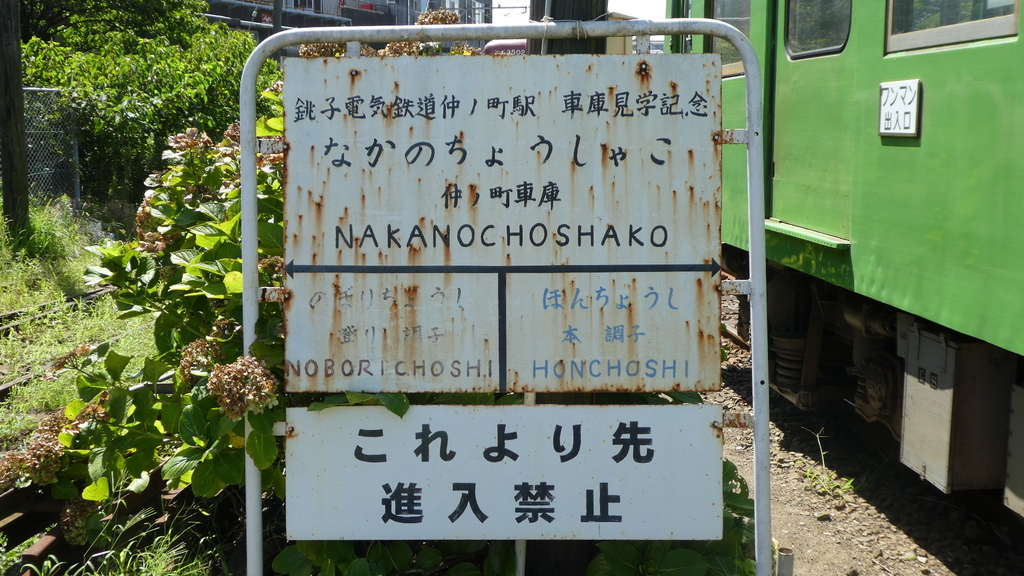 銚子電気鉄道仲ノ町駅 車庫見学記念
なかのちょうしゃこ
仲ノ町車庫
NAKANOCHOSHAKO
のぼりちょうし
登り 調子
NOBORICHOSHI
ほんちょうし
本 調子
HONCHOSHI
これより先
進入禁止
ワンマン
出入口